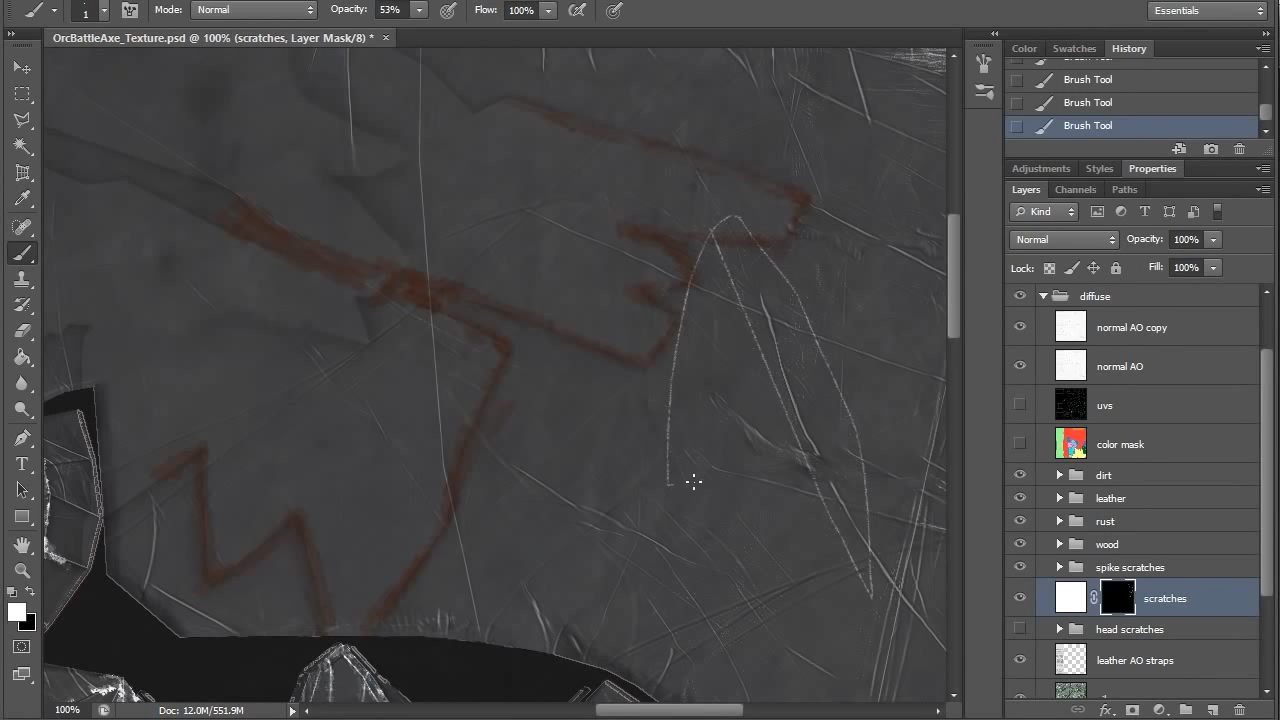 1 Mode: Normal Opacity: 53% Flow: 100% Essentials
OrcBattleAxe_Texture.psd @ 100% (scratches, Layer Mask/8) * ×
Color Swatches History
Brush Tool
Brush Tool
Brush Tool
Brush Tool
Adjustments Styles Properties
Layers Channels Paths
Kind
Normal Opacity: 100%
Lock: Fill: 100%
diffuse
normal AO copy
normal AO
uvs
color mask
dirt
leather
rust
wood
spike scratches
scratches
head scratches
leather AO straps
100% Doc: 12.0M/551.9M